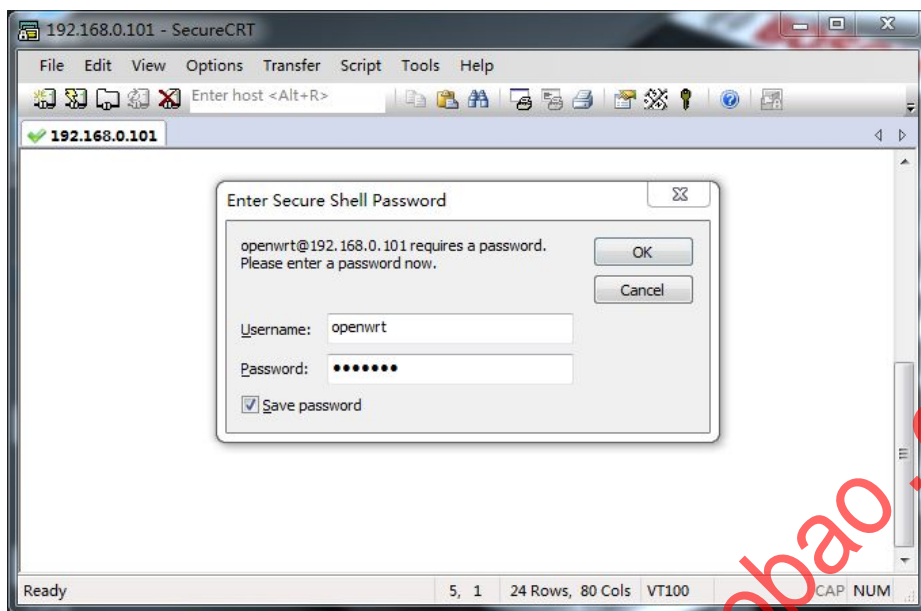 192.168.0.101 - SecureCRT
File Edit View Options Transfer Script Tools Help
Enter host <Alt+R>
192.168.0.101
Enter Secure Shell Password
openwrt@192.168.0.101 requires a password.
Please enter a password now.
OK
Cancel
Username: openwrt
Password: •••••••
Save password
Ready 5, 1 24 Rows, 80 Cols VT100 CAP NUM